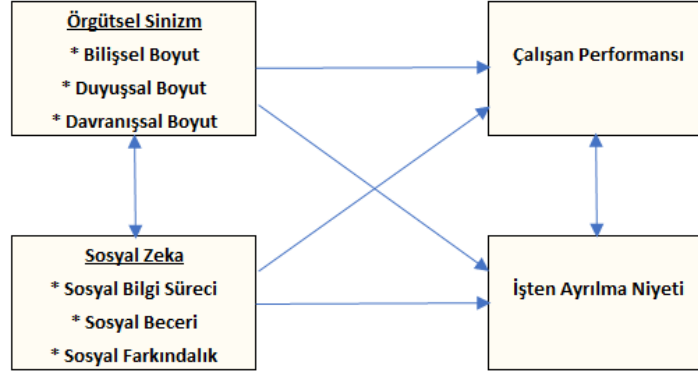 Örgütsel Sinizm
* Bilişsel Boyut
* Duyuşsal Boyut
* Davranışsal Boyut
Çalışan Performansı
Sosyal Zeka
* Sosyal Bilgi Süreci
* Sosyal Beceri
* Sosyal Farkındalık
İşten Ayrılma Niyeti